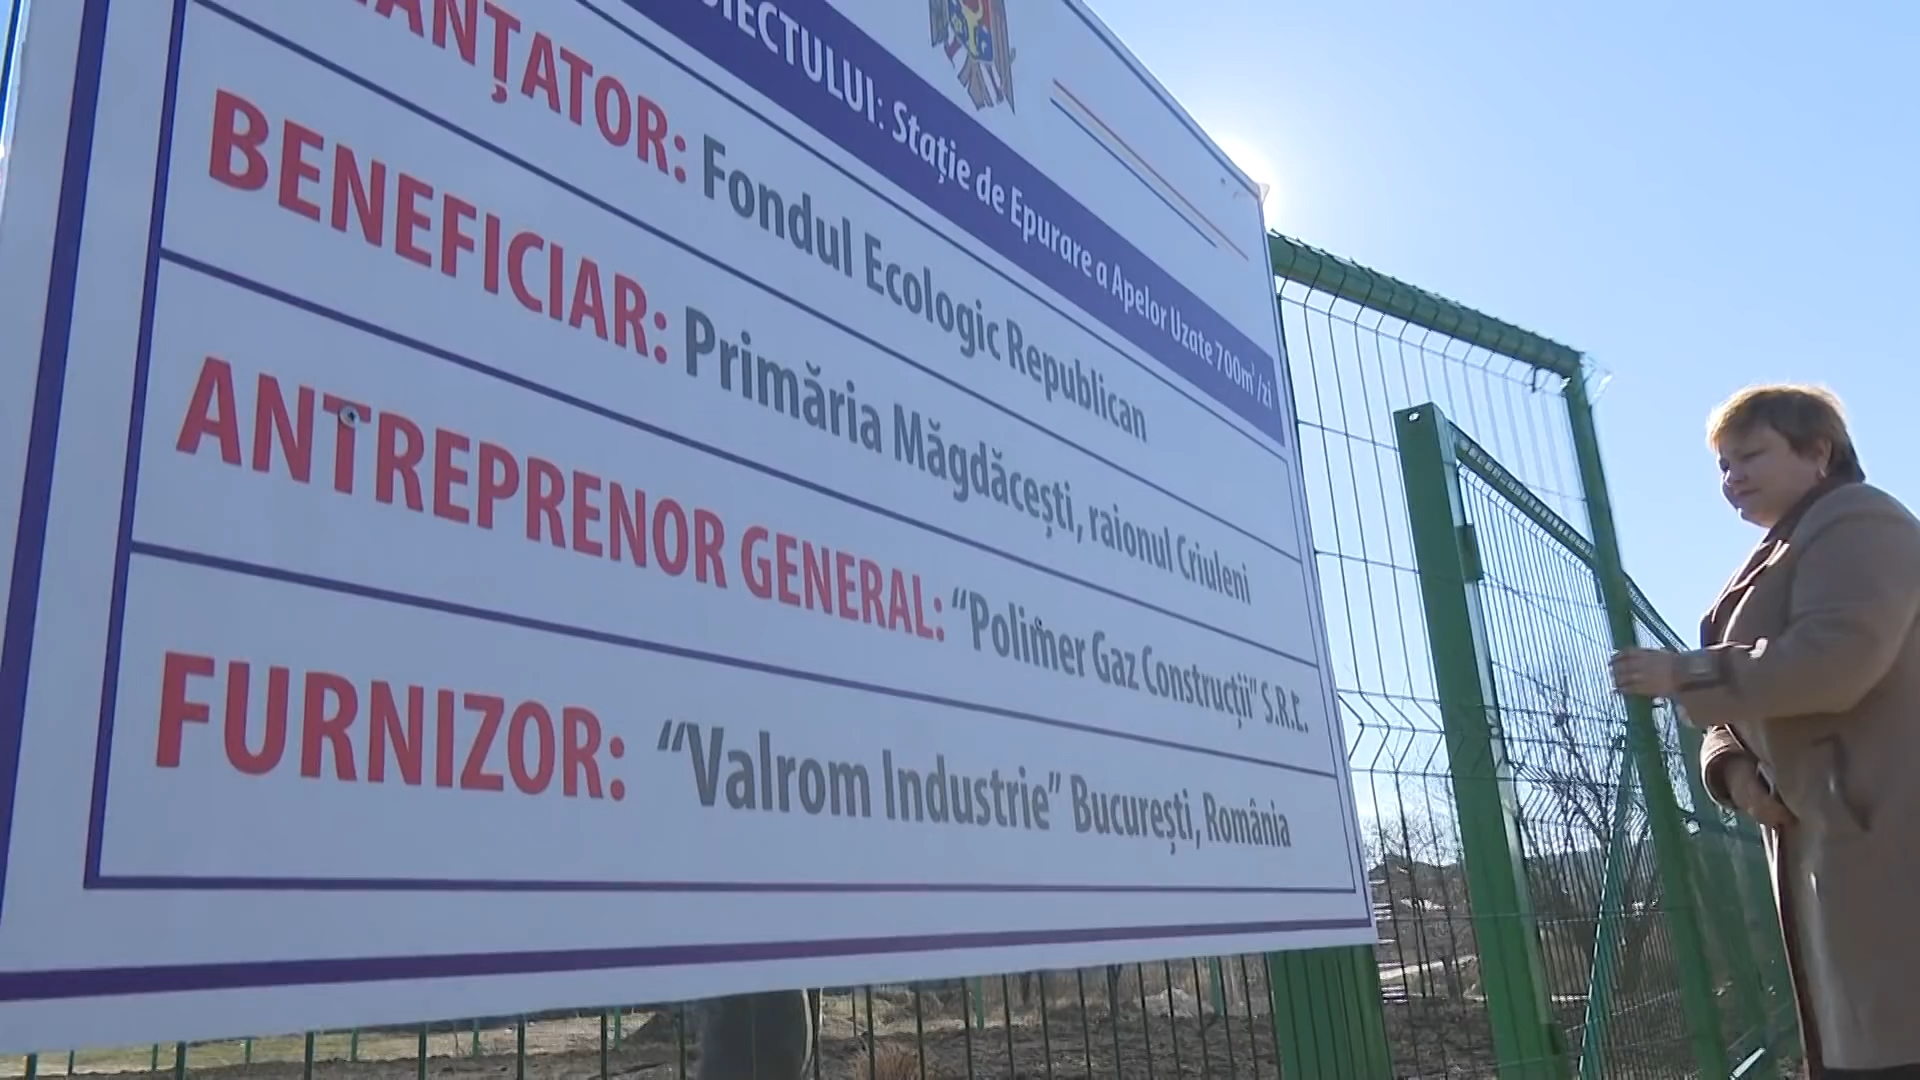 IECTULUI: Stație de Epurare a Apelor Uzate 700m³/zi
ANȚATOR: Fondul Ecologic Republican
BENEFICIAR: Primăria Măgdăcești, raionul Criuleni
ANTREPRENOR GENERAL: “Polimer Gaz Construcții” S.R.L.
FURNIZOR: “Valrom Industrie” București, România